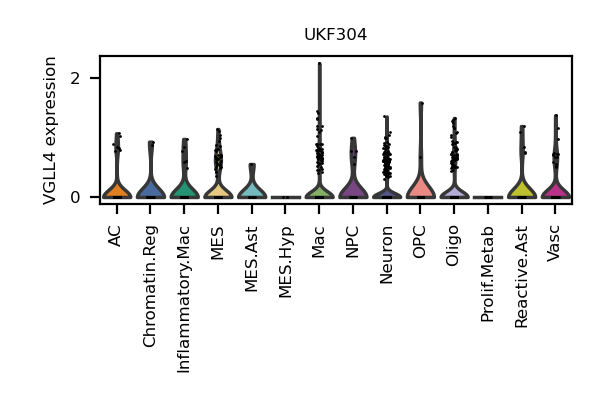 UKF304
VGLL4 expression
2
0
AC
Chromatin.Reg
Inflammatory.Mac
MES
MES.Ast
MES.Hyp
Mac
NPC
Neuron
OPC
Oligo
Prolif.Metab
Reactive.Ast
Vasc